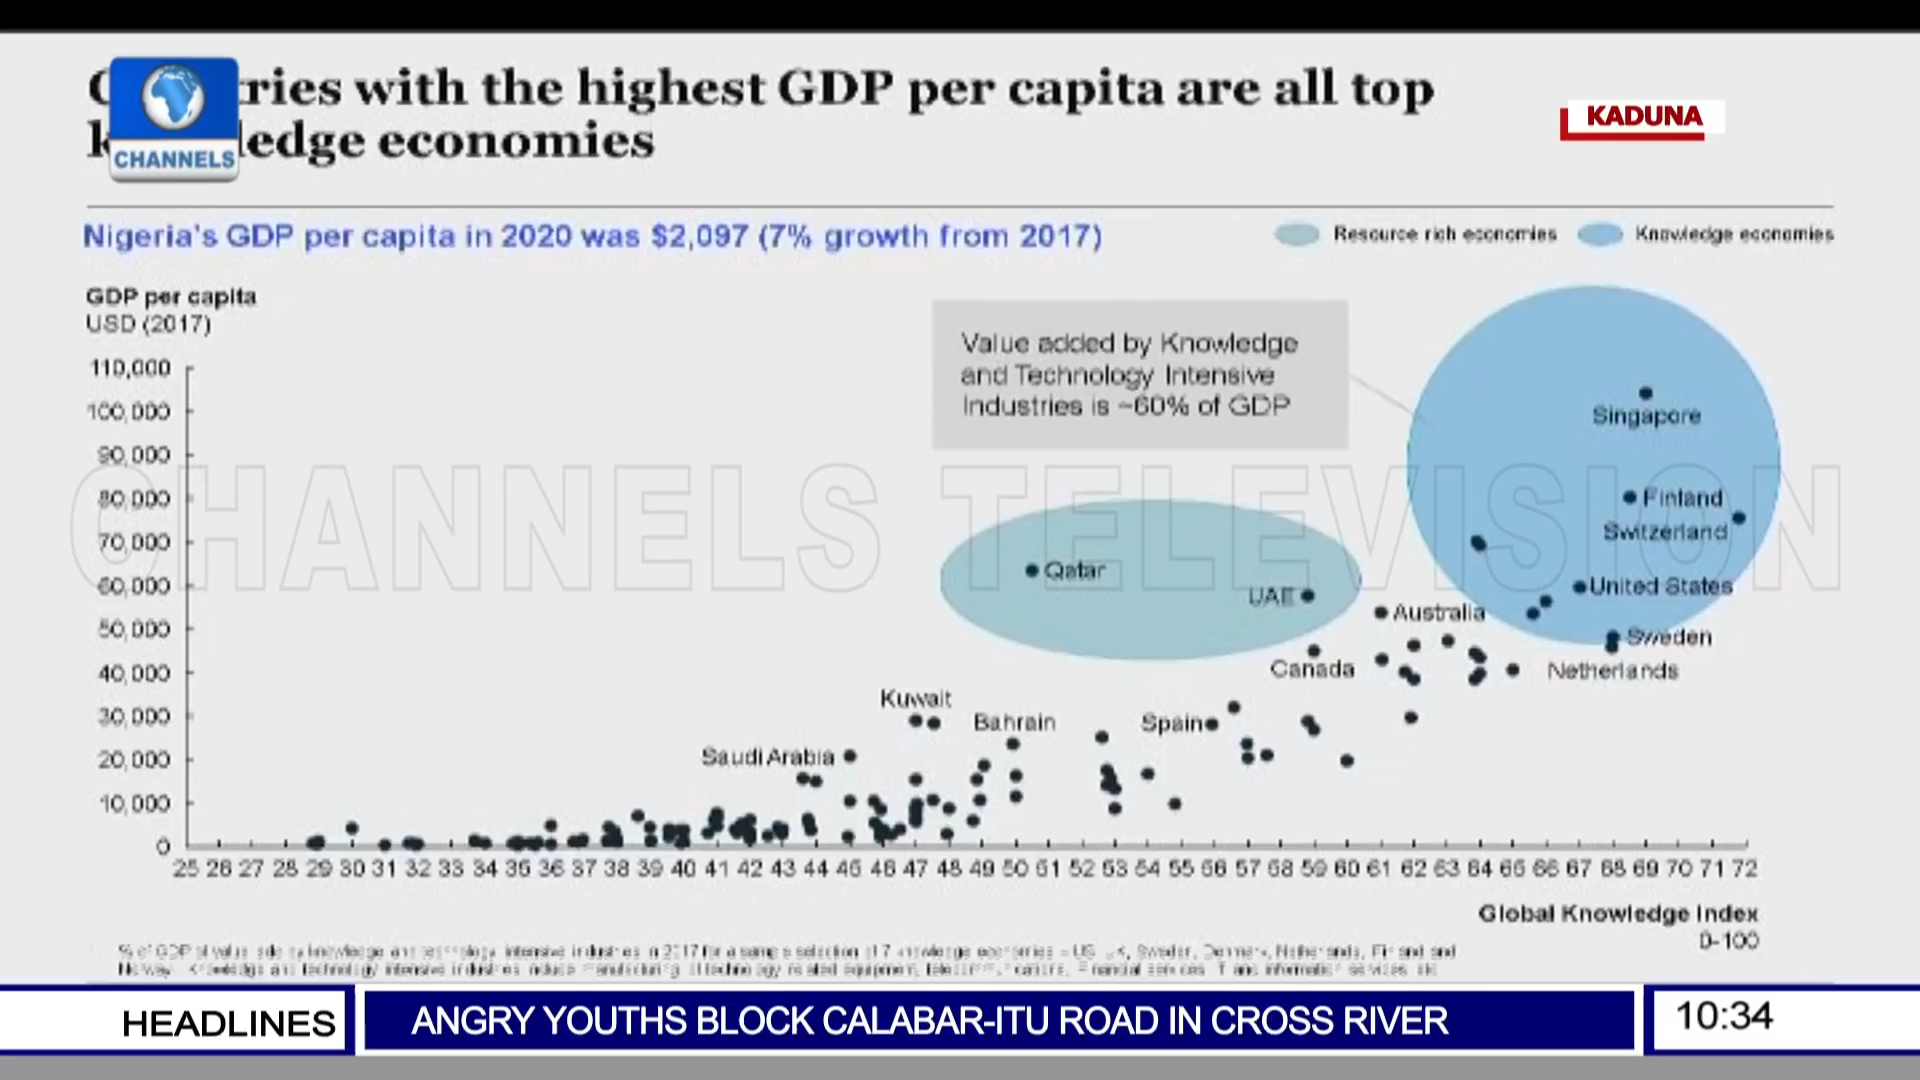 ries with the highest GDP per capita are all top
ledge economies
CHANNELS
KADUNA
Nigeria's GDP per capita in 2020 was $2,097 (7% growth from 2017)
Resource rich economies
Knowledge economies
GDP per capita
USD (2017)
Value added by Knowledge
and Technology Intensive
Industries is ~60% of GDP
110,000
100,000
90,000
80,000
70,000
60,000
50,000
40,000
30,000
20,000
10,000
0
Singapore
Finland
Switzerland
Qatar
UAE
United States
Australia
Sweden
Canada
Netherlands
Kuwait
Bahrain
Spain
Saudi Arabia
CHANNELS TELEVISION
25 26 27 28 29 30 31 32 33 34 35 36 37 38 39 40 41 42 43 44 45 46 47 48 49 50 51 52 53 54 55 56 57 58 59 60 61 62 63 64 65 66 67 68 69 70 71 72
Global Knowledge Index
0-100
HEADLINES
ANGRY YOUTHS BLOCK CALABAR-ITU ROAD IN CROSS RIVER
10:34